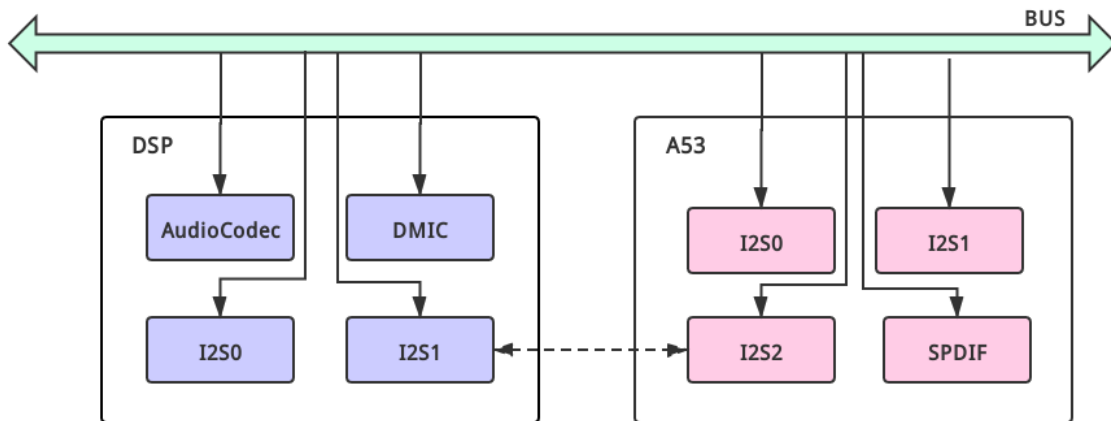 BUS
DSP
A53
AudioCodec
DMIC
I2S0
I2S1
I2S0
I2S1
I2S2
SPDIF